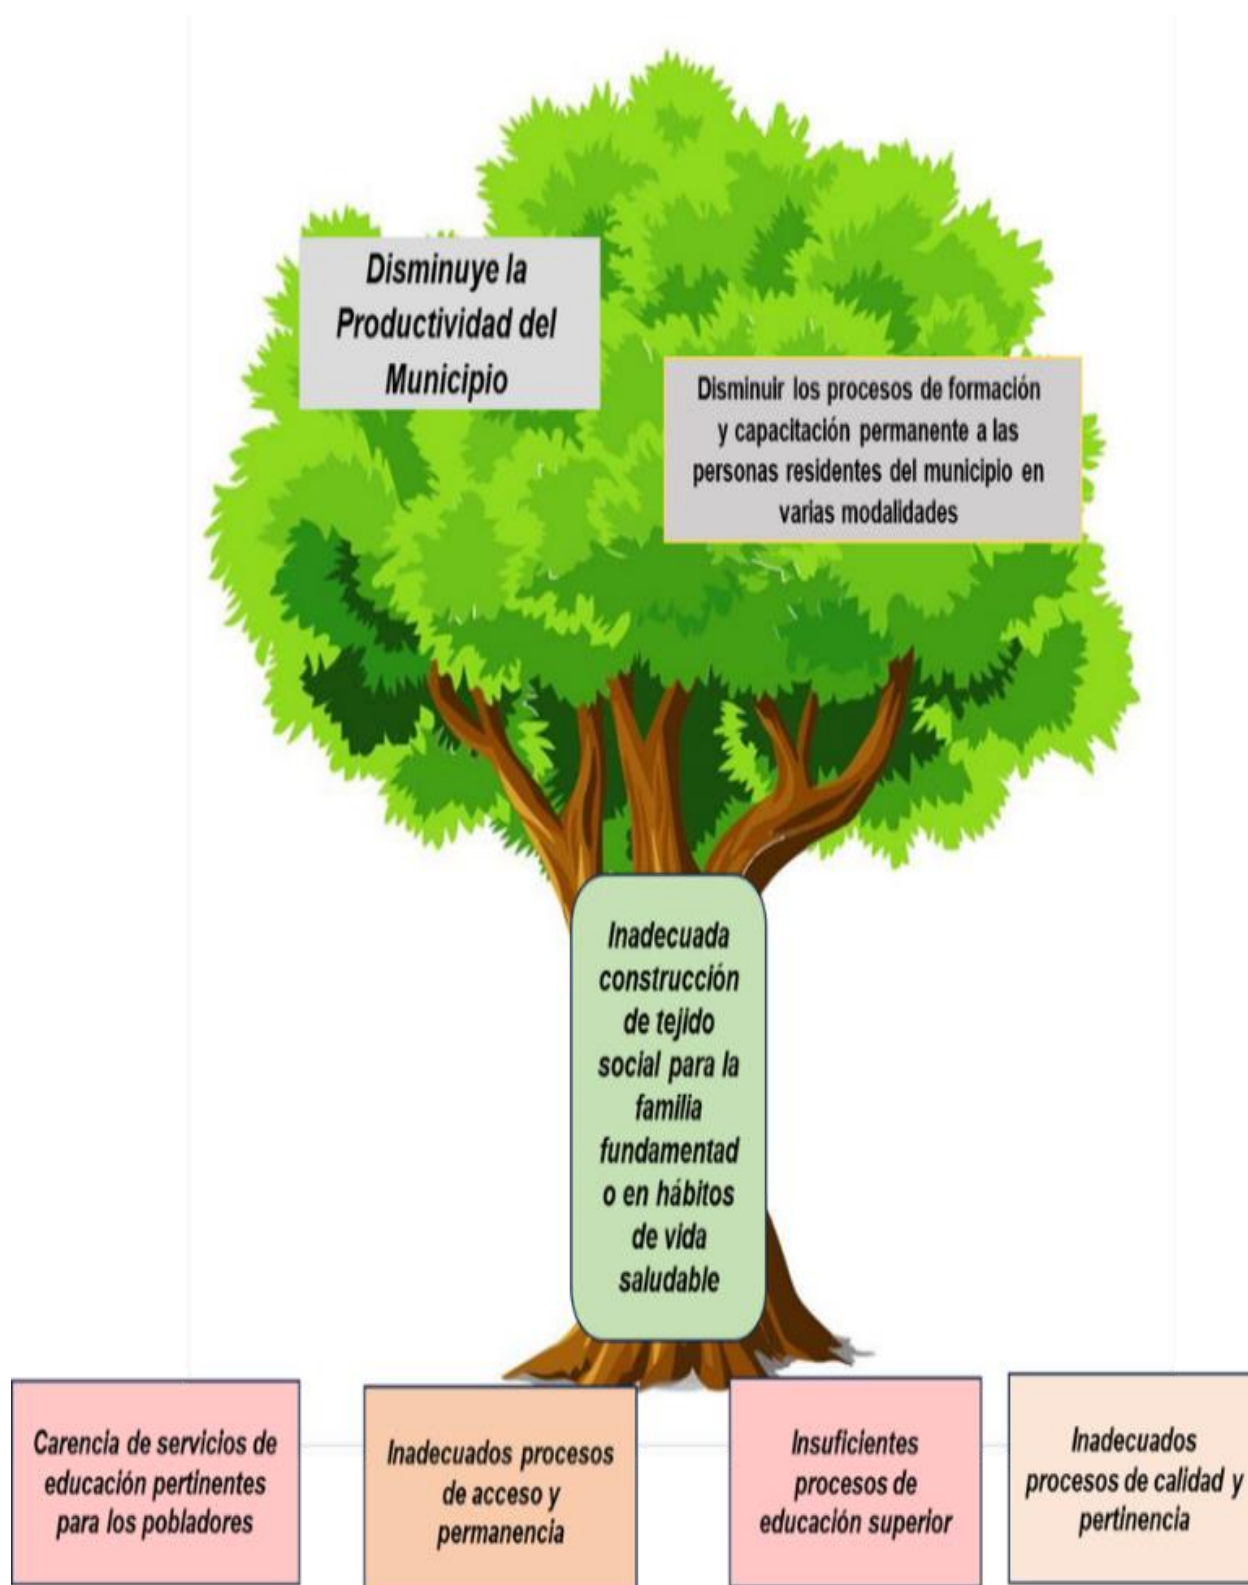 Disminuye la
Productividad del
Municipio
Disminuir los procesos de formación
y capacitación permanente a las
personas residentes del municipio en
varias modalidades
Inadecuada
construcción
de tejido
social para la
familia
fundamentad
o en hábitos
de vida
saludable
Carencia de servicios de
educación pertinentes
para los pobladores
Inadecuados procesos
de acceso y
permanencia
Insuficientes
procesos de
educación superior
Inadecuados
procesos de calidad y
pertinencia